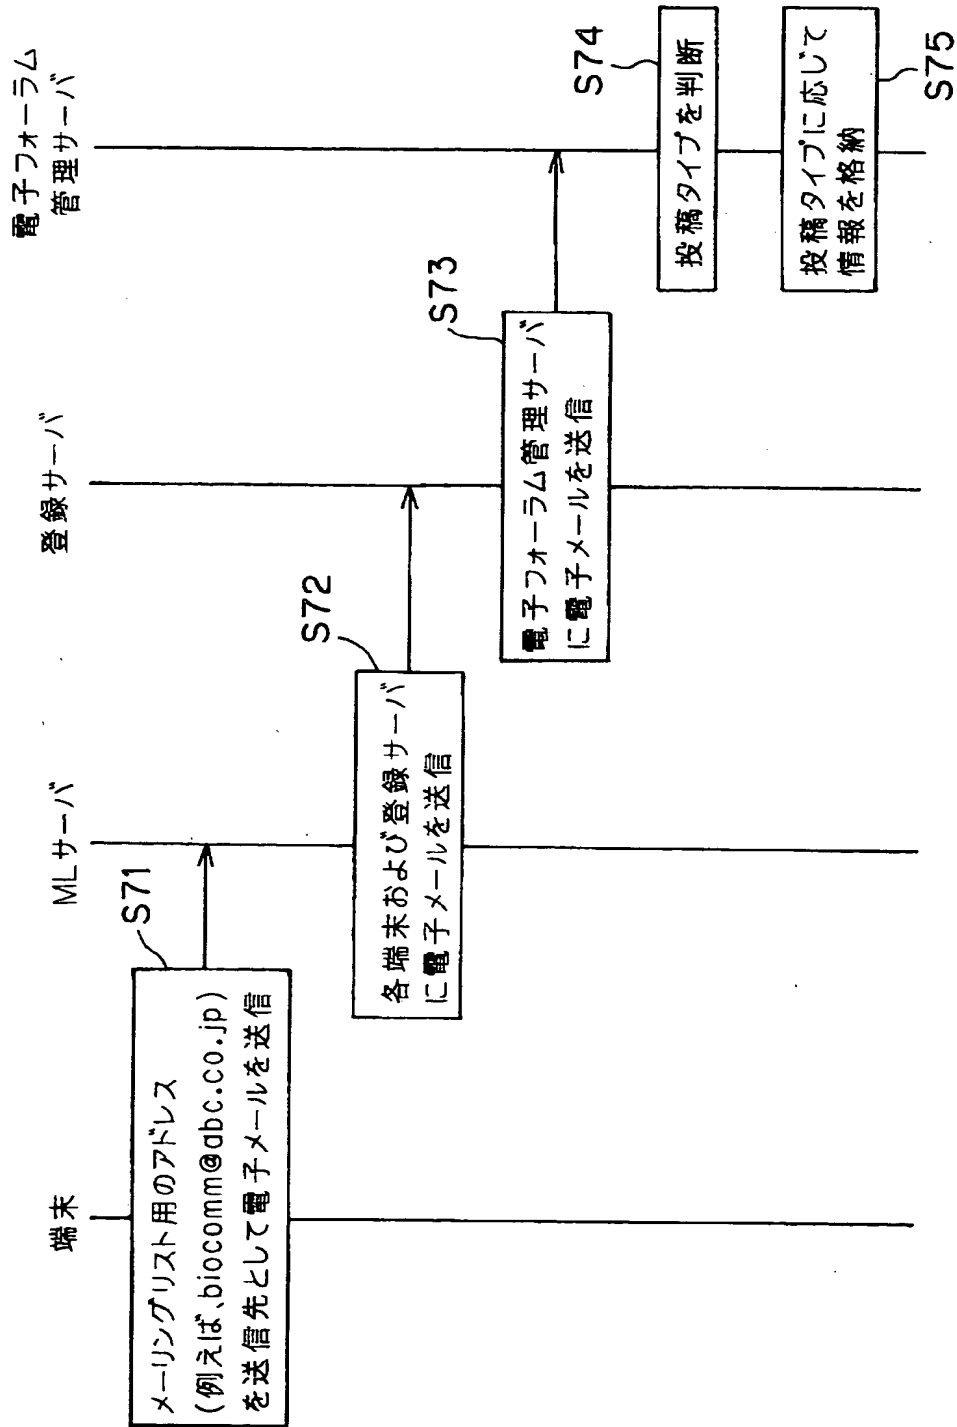 端末
MLサーバ
登録サーバ
電子フォーラム
管理サーバ
S71
メーリングリスト用のアドレス
(例えば、biocomm@abc.co.jp)
を送信先として電子メールを送信
S72
各端末および登録サーバ
に電子メールを送信
S73
電子フォーラム管理サーバ
に電子メールを送信
S74
投稿タイプを判断
投稿タイプに応じて
情報を格納
S75